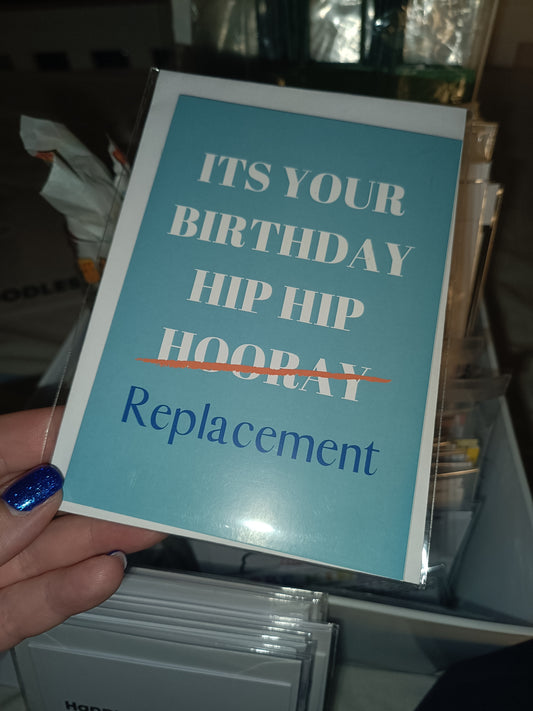 ITS YOUR
BIRTHDAY
HIP HIP
HOORAY
Replacement